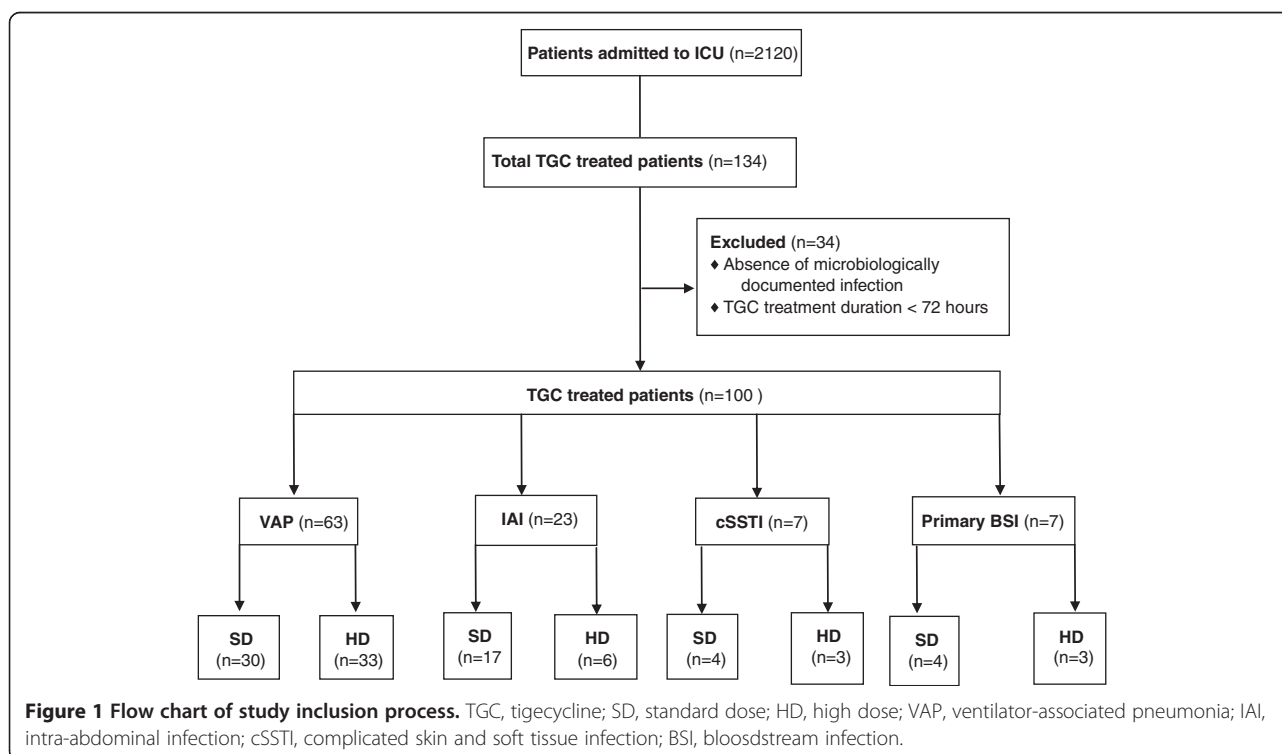 Patients admitted to ICU (n=2120)
Total TGC treated patients (n=134)
Excluded (n=34)
♦ Absence of microbiologically
documented infection
♦ TGC treatment duration < 72 hours
TGC treated patients (n=100 )
VAP (n=63)
IAI (n=23)
cSSTI (n=7)
Primary BSI (n=7)
SD
(n=30)
HD
(n=33)
SD
(n=17
HD
(n=6)
SD
(n=4)
HD
(n=3)
SD
(n=4)
HD
(n=3)
Figure 1 Flow chart of study inclusion process. TGC, tigecycline; SD, standard dose; HD, high dose; VAP, ventilator-associated pneumonia; IAI,
intra-abdominal infection; cSSTI, complicated skin and soft tissue infection; BSI, bloosdstream infection.